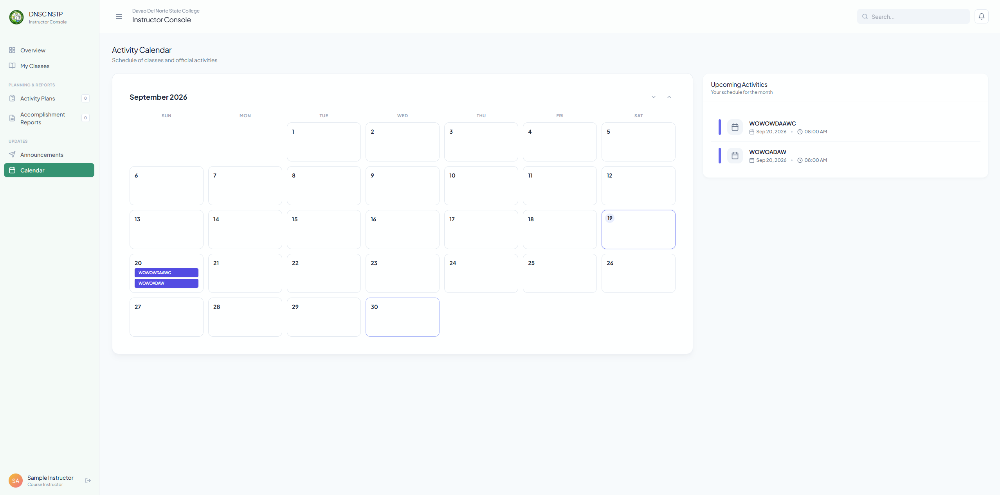 DNSC NSTP
Instructor Console
Overview
My Classes
PLANNING & REPORTS
Activity Plans 0
Accomplishment
Reports 0
UPDATES
Announcements
Calendar
Sample Instructor
Course Instructor
SA
Davao Del Norte State College
Instructor Console
Search...
Activity Calendar
Schedule of classes and official activities
September 2026
SUN MON TUE WED THU FRI SAT
1 2 3 4 5
6 7 8 9 10 11 12
13 14 15 16 17 18 19
20 21 22 23 24 25 26
WOWOWDAAWC
WOWOADAW
27 28 29 30
Upcoming Activities
Your schedule for the month
WOWOWDAAWC
Sep 20, 2026 • 08:00 AM
WOWOADAW
Sep 20, 2026 • 08:00 AM